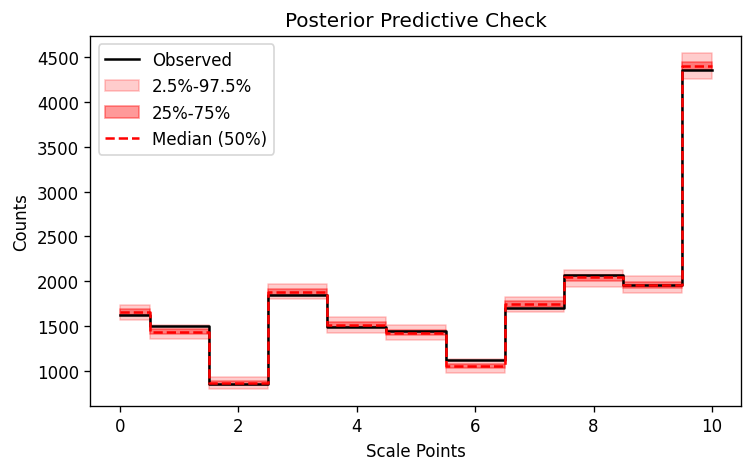 Posterior Predictive Check
Observed
2.5%-97.5%
25%-75%
Median (50%)
4500
4000
3500
3000
2500
2000
1500
1000
Counts
0 2 4 6 8 10
Scale Points